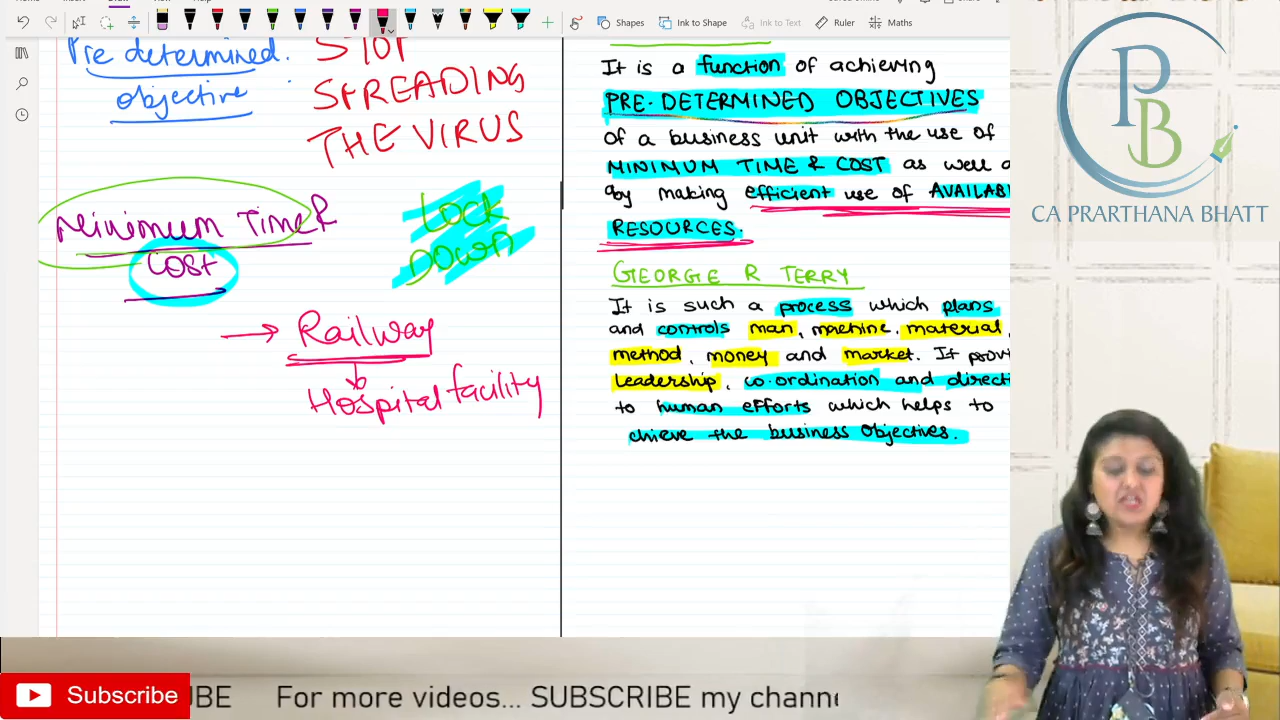 Shapes
Ink to Shape
Ink to Text
Ruler
Maths
Pre determined
objective
SPREADING
THE VIRUS
Minimum Time &
Cost
Lock
Down
→ Railway
Hospital facility
It is a function of achieving
PRE-DETERMINED OBJECTIVES
of a business unit with the use of
MINIMUM TIME & COST as well a
by making efficient use of AVAILAB
RESOURCES.
GEORGE R TERRY
It is such a process which plans
and controls man, machine, material,
method, money and market. It prov
leadership, co-ordination and directi
to human efforts which helps to
chieve the business objectives.
PB
CA PRARTHANA BHATT
Subscribe
UBE For more videos... SUBSCRIBE my chann